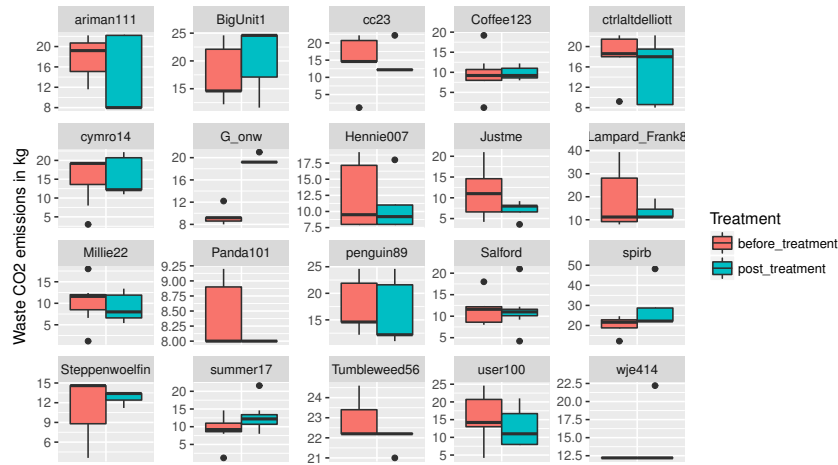 ariman111 BigUnit1 cc23 Coffee123 ctrlaltdelliott
20 16 12 8
20 15
20 15 10 5
15 10 5
20 16 12 8
cymro14 G_onw Hennie007 Justme Lampard_Frank8
20 15 10 5
20 16 12 8
17.5 15.0 12.5 10.0 7.5
20 15 10 5
40 30 20 10
Millie22 Panda101 penguin89 Salford spirb
15 10 5
9.25 9.00 8.75 8.50 8.25 8.00
25 20 15
20 15 10 5
50 40 30 20
Steppenwoelfin summer17 Tumbleweed56 user100 wje414
15 12 9 6
20 15 10 5
24 23 22 21
25 20 15 10 5
22.5 20.0 17.5 15.0 12.5
Waste CO2 emissions in kg
Treatment
before_treatment
post_treatment